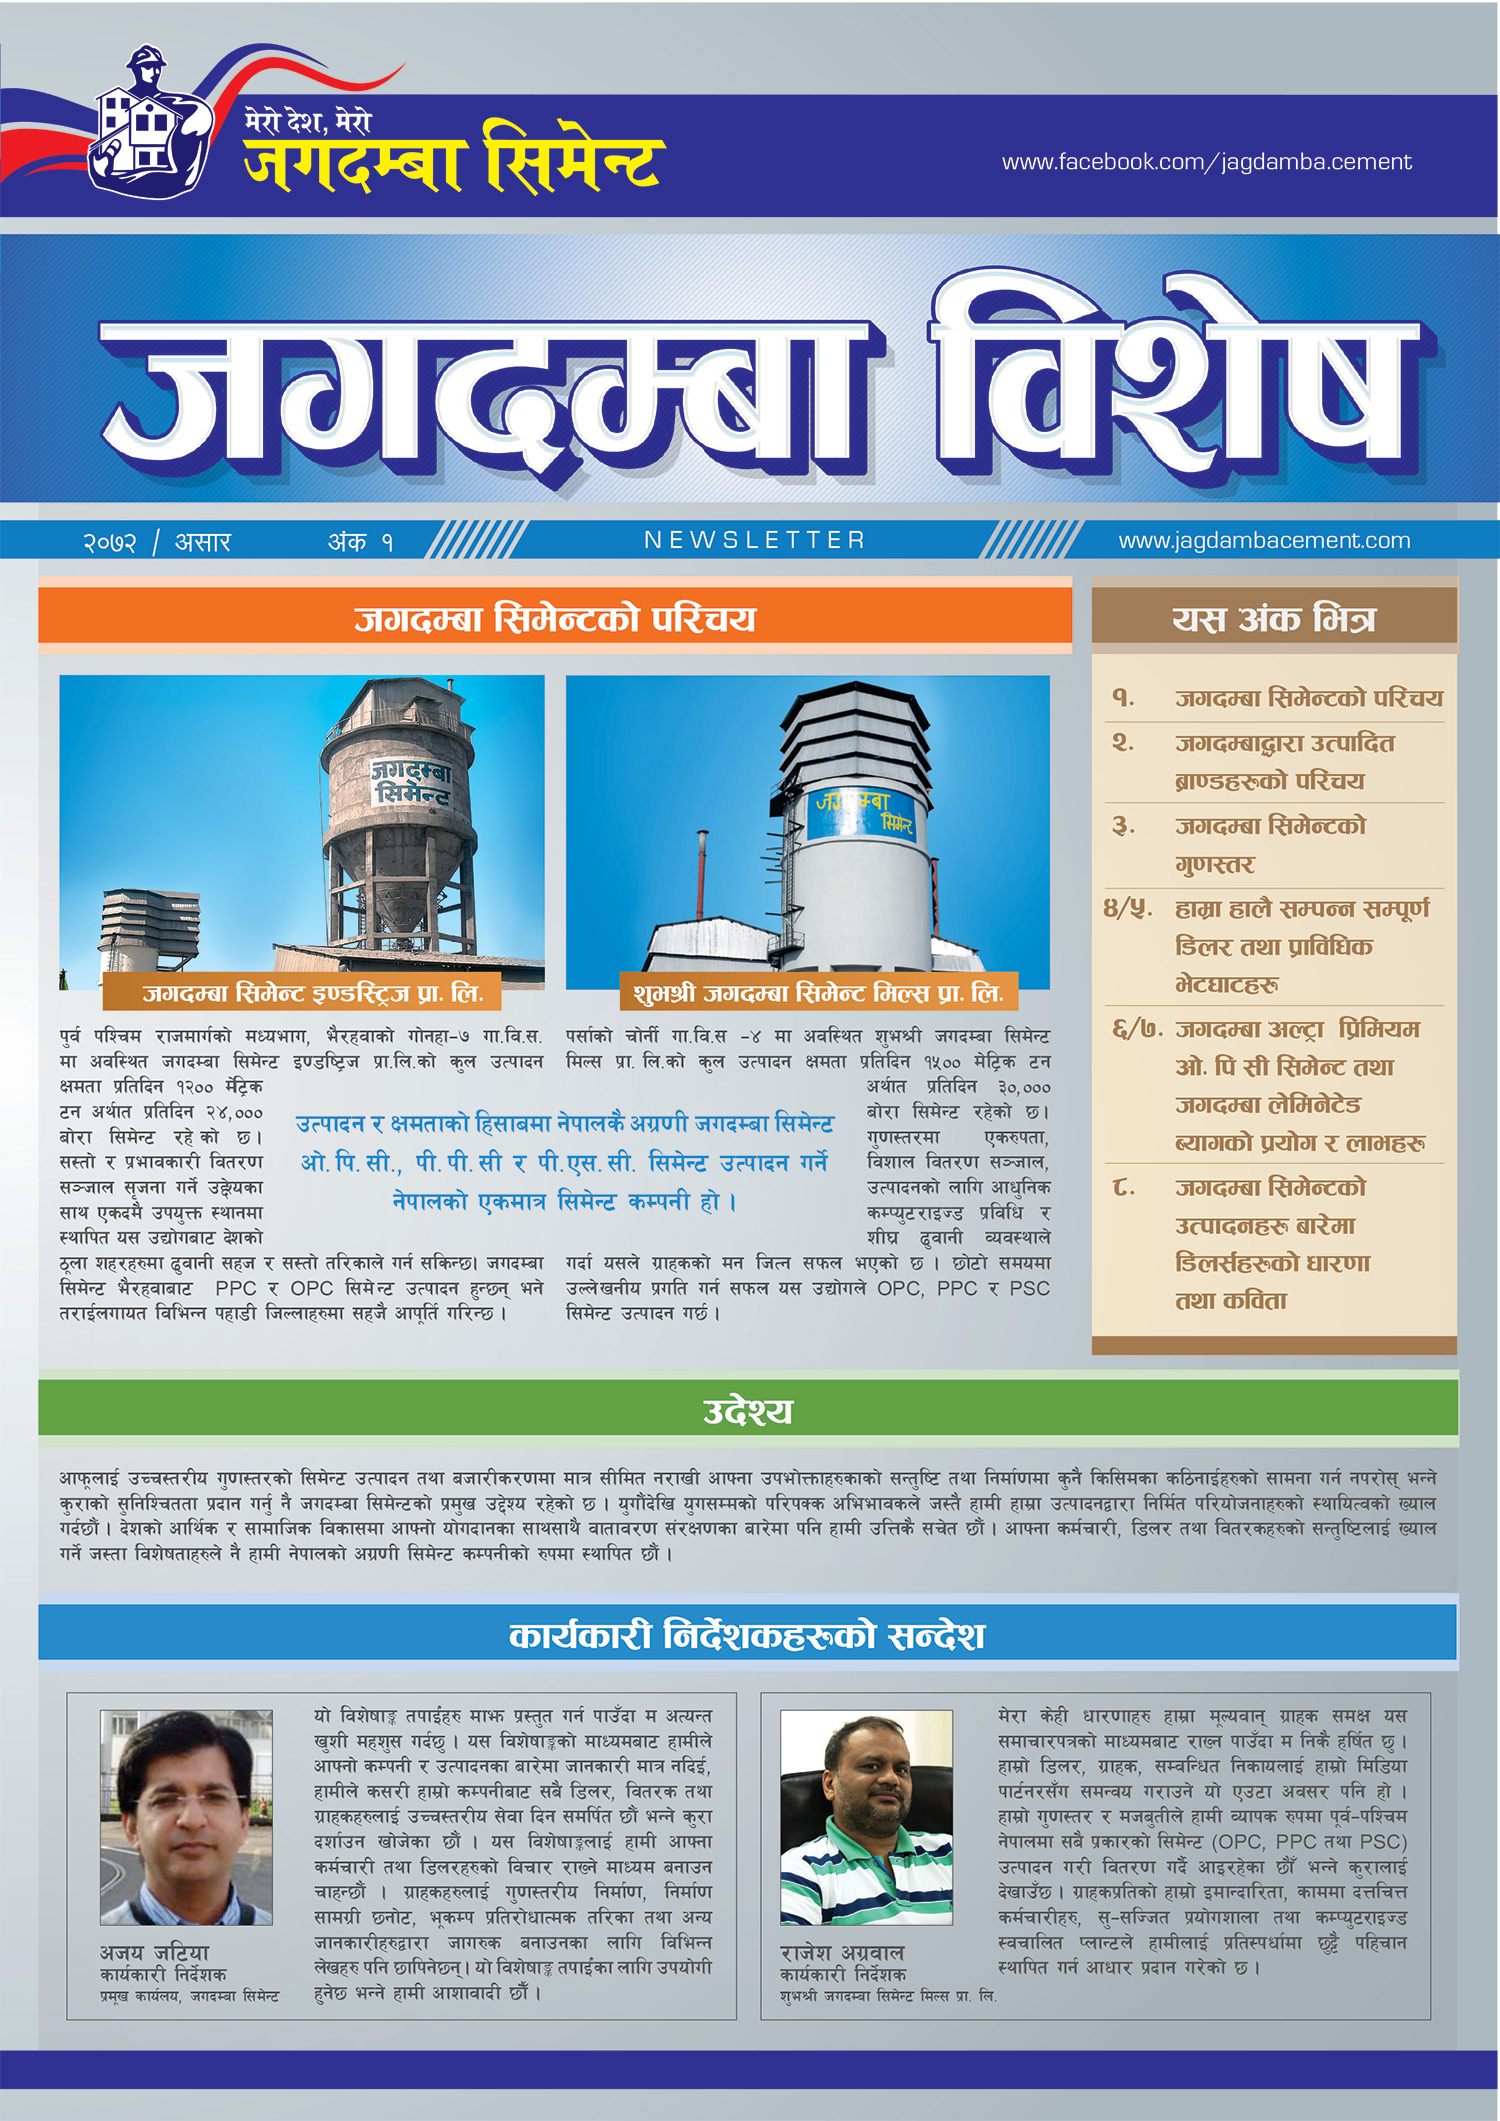 मेरो देश, मेरो
जगदम्बा सिमेन्ट
www.facebook.com/jagdamba.cement
जगदम्बा विशेष
२०७२ / असार
अंक १
NEWSLETTER
www.jagdambacement.com
जगदम्बा सिमेन्टको परिचय
जगदम्बा
सिमेन्ट
जगदम्बा सिमेन्ट इण्डस्ट्रिज प्रा. लि.
पुर्व पश्चिम राजमार्गको मध्यभाग, भैरहवाको गोनहा-७ गा.वि.स.
मा अवस्थित जगदम्बा सिमेन्ट इण्डष्ट्रिज प्रा.लि.को कुल उत्पादन
क्षमता प्रतिदिन १२०० मेंट्रिक
टन अर्थात प्रतिदिन २४,०००
बोरा सिमेन्ट रहे को छ।
सस्तो र प्रभावकारी वितरण
सञ्जाल सृजना गर्ने उद्देश्यका
साथ एकदमै उपयुक्त स्थानमा
स्थापित यस उद्योगबाट देशको
ठूला शहरहरुमा ढुवानी सहज र सस्तो तरिकाले गर्न सकिन्छ। जगदम्बा
सिमेन्ट भैरहवाबाट PPC र OPC सिमेन्ट उत्पादन हुन्छन् भने
तराईलगायत विभिन्न पहाडी जिल्लाहरुमा सहजै आपूर्ति गरिन्छ ।
उत्पादन र क्षमताको हिसाबमा नेपालकै अग्रणी जगदम्बा सिमेन्ट
ओ. पि. सी., पी. पी. सी र पी. एस. सी. सिमेन्ट उत्पादन गर्ने
नेपालको एकमात्र सिमेन्ट कम्पनी हो ।
जगदम्बा
सिमेन्ट
शुभश्री जगदम्बा सिमेन्ट मिल्स प्रा. लि.
पर्साको चोर्नी गा.वि.स -४ मा अवस्थित शुभश्री जगदम्बा सिमेन्ट
मिल्स प्रा. लि.को कुल उत्पादन क्षमता प्रतिदिन १५०० मेट्रिक टन
अर्थात प्रतिदिन ३०,०००
बोरा सिमेन्ट रहेको छ।
गुणस्तरमा एकरुपता,
विशाल वितरण सञ्जाल,
उत्पादनको लागि आधुनिक
कम्प्युटराइज्ड प्रविधि र
शीघ्र ढुवानी व्यवस्थाले
गर्दा यसले ग्राहकको मन जित्न सफल भएको छ । छोटो समयमा
उल्लेखनीय प्रगति गर्न सफल यस उद्योगले OPC, PPC र PSC
सिमेन्ट उत्पादन गर्छ ।
यस अंक भित्र
१. जगदम्बा सिमेन्टको परिचय
२. जगदम्बाद्वारा उत्पादित
ब्राण्डहरुको परिचय
३. जगदम्बा सिमेन्टको
गुणस्तर
४/५. हाम्रा हालै सम्पन्न सम्पूर्ण
डिलर तथा प्राविधिक
भेटघाटहरू
६/७. जगदम्बा अल्ट्रा प्रिमियम
ओ. पि सी सिमेन्ट तथा
जगदम्बा लेमिनेटेड
ब्यागको प्रयोग र लाभहरू
८. जगदम्बा सिमेन्टको
उत्पादनहरू बारेमा
डिलर्सहरूको धारणा
तथा कविता
उदेश्य
आफूलाई उच्चस्तरीय गुणस्तरको सिमेन्ट उत्पादन तथा बजारीकरणमा मात्र सीमित नराखी आफ्ना उपभोक्ताहरुकाको सन्तुष्टि तथा निर्माणमा कुनै किसिमका कठिनाईहरुको सामना गर्न नपरोस् भन्ने
कुराको सुनिश्चितता प्रदान गर्नु नै जगदम्बा सिमेन्टको प्रमुख उद्देश्य रहेको छ । युगौंदेखि युगसम्मको परिपक्क अभिभावकले जस्तै हामी हाम्रा उत्पादनद्वारा निर्मित परियोजनाहरुको स्थायित्वको ख्याल
गर्दछौं । देशको आर्थिक र सामाजिक विकासमा आफ्नो योगदानका साथसाथै वातावरण संरक्षणका बारेमा पनि हामी उत्तिकै सचेत छौं । आफ्ना कर्मचारी, डिलर तथा वितरकहरुको सन्तुष्टिलाई ख्याल
गर्ने जस्ता विशेषताहरुले नै हामी नेपालको अग्रणी सिमेन्ट कम्पनीको रुपमा स्थापित छौं ।
कार्यकारी निर्देशकहरूको सन्देश
यो विशेषाङ्क तपाईंहरु माझ प्रस्तुत गर्न पाउँदा म अत्यन्त
खुशी महशुस गर्दछु । यस विशेषाङ्कको माध्यमबाट हामीले
आफ्नो कम्पनी र उत्पादनका बारेमा जानकारी मात्र नदिई,
हामीले कसरी हाम्रो कम्पनीबाट सबै डिलर, वितरक तथा
ग्राहकहरुलाई उच्चस्तरीय सेवा दिन समर्पित छौं भन्ने कुरा
दर्शाउन खोजेका छौं । यस विशेषाङ्कलाई हामी आफ्ना
कर्मचारी तथा डिलरहरुको विचार राख्ने माध्यम बनाउन
चाहन्छौं । ग्राहकहरुलाई गुणस्तरीय निर्माण, निर्माण
सामग्री छनोट, भूकम्प प्रतिरोधात्मक तरिका तथा अन्य
जानकारीहरुद्वारा जागरुक बनाउनका लागि विभिन्न
लेखहरु पनि छापिनेछन्। यो विशेषाङ्क तपाईंका लागि उपयोगी
हुनेछ भन्ने हामी आशावादी छौं ।
अजय जटिया
कार्यकारी निर्देशक
प्रमूख कार्यलय, जगदम्बा सिमेन्ट
मेरा केही धारणाहरु हाम्रा मूल्यवान् ग्राहक समक्ष यस
समाचारपत्रको माध्यमबाट राख्न पाउँदा म निकै हर्षित छु ।
हाम्रो डिलर, ग्राहक, सम्वन्धित निकायलाई हाम्रो मिडिया
पार्टनरसँग समन्वय गराउने यो एउटा अवसर पनि हो ।
हाम्रो गुणस्तर र मजबुतीले हामी व्यापक रुपमा पूर्व-पश्चिम
नेपालमा सबै प्रकारको सिमेन्ट (OPC, PPC तथा PSC)
उत्पादन गरी वितरण गर्दै आइरहेका छौं भन्ने कुरालाई
देखाउँछ । ग्राहकप्रतिको हाम्रो इमान्दारिता, काममा दत्तचित्त
कर्मचारीहरु, सु-सज्जित प्रयोगशाला तथा कम्प्युटराइज्ड
स्वचालित प्लान्टले हामीलाई प्रतिस्पर्धामा छुट्टै पहिचान
स्थापित गर्न आधार प्रदान गरेको छ ।
राजेश अग्रवाल
कार्यकारी निर्देशक
शुभश्री जगदम्बा सिमेन्ट मिल्स प्रा. लि.